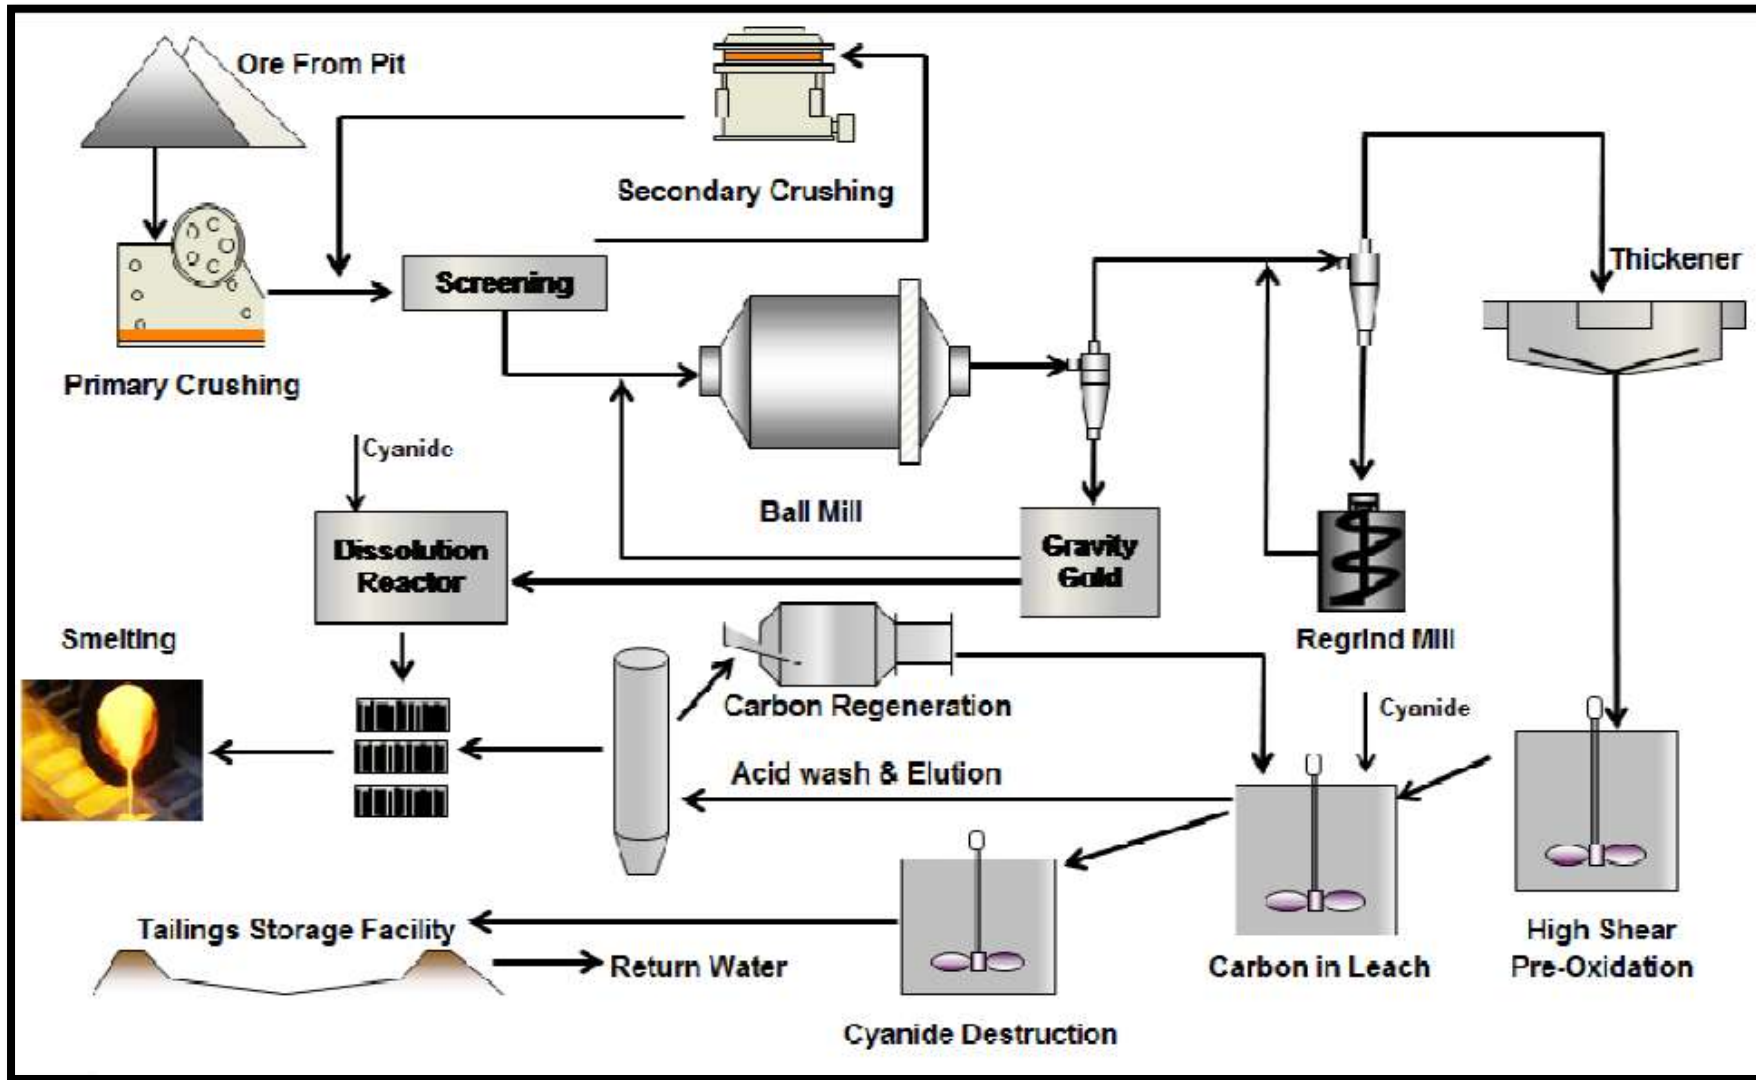 Ore From Pit
Secondary Crushing
Screening
Thickener
Primary Crushing
Cyanide
Ball Mill
Dissolution
Reactor
Gravity
Gold
Smelting
Regrind Mill
Carbon Regeneration
Cyanide
Acid wash & Elution
Tailings Storage Facility
Return Water
Carbon in Leach
High Shear
Pre-Oxidation
Cyanide Destruction